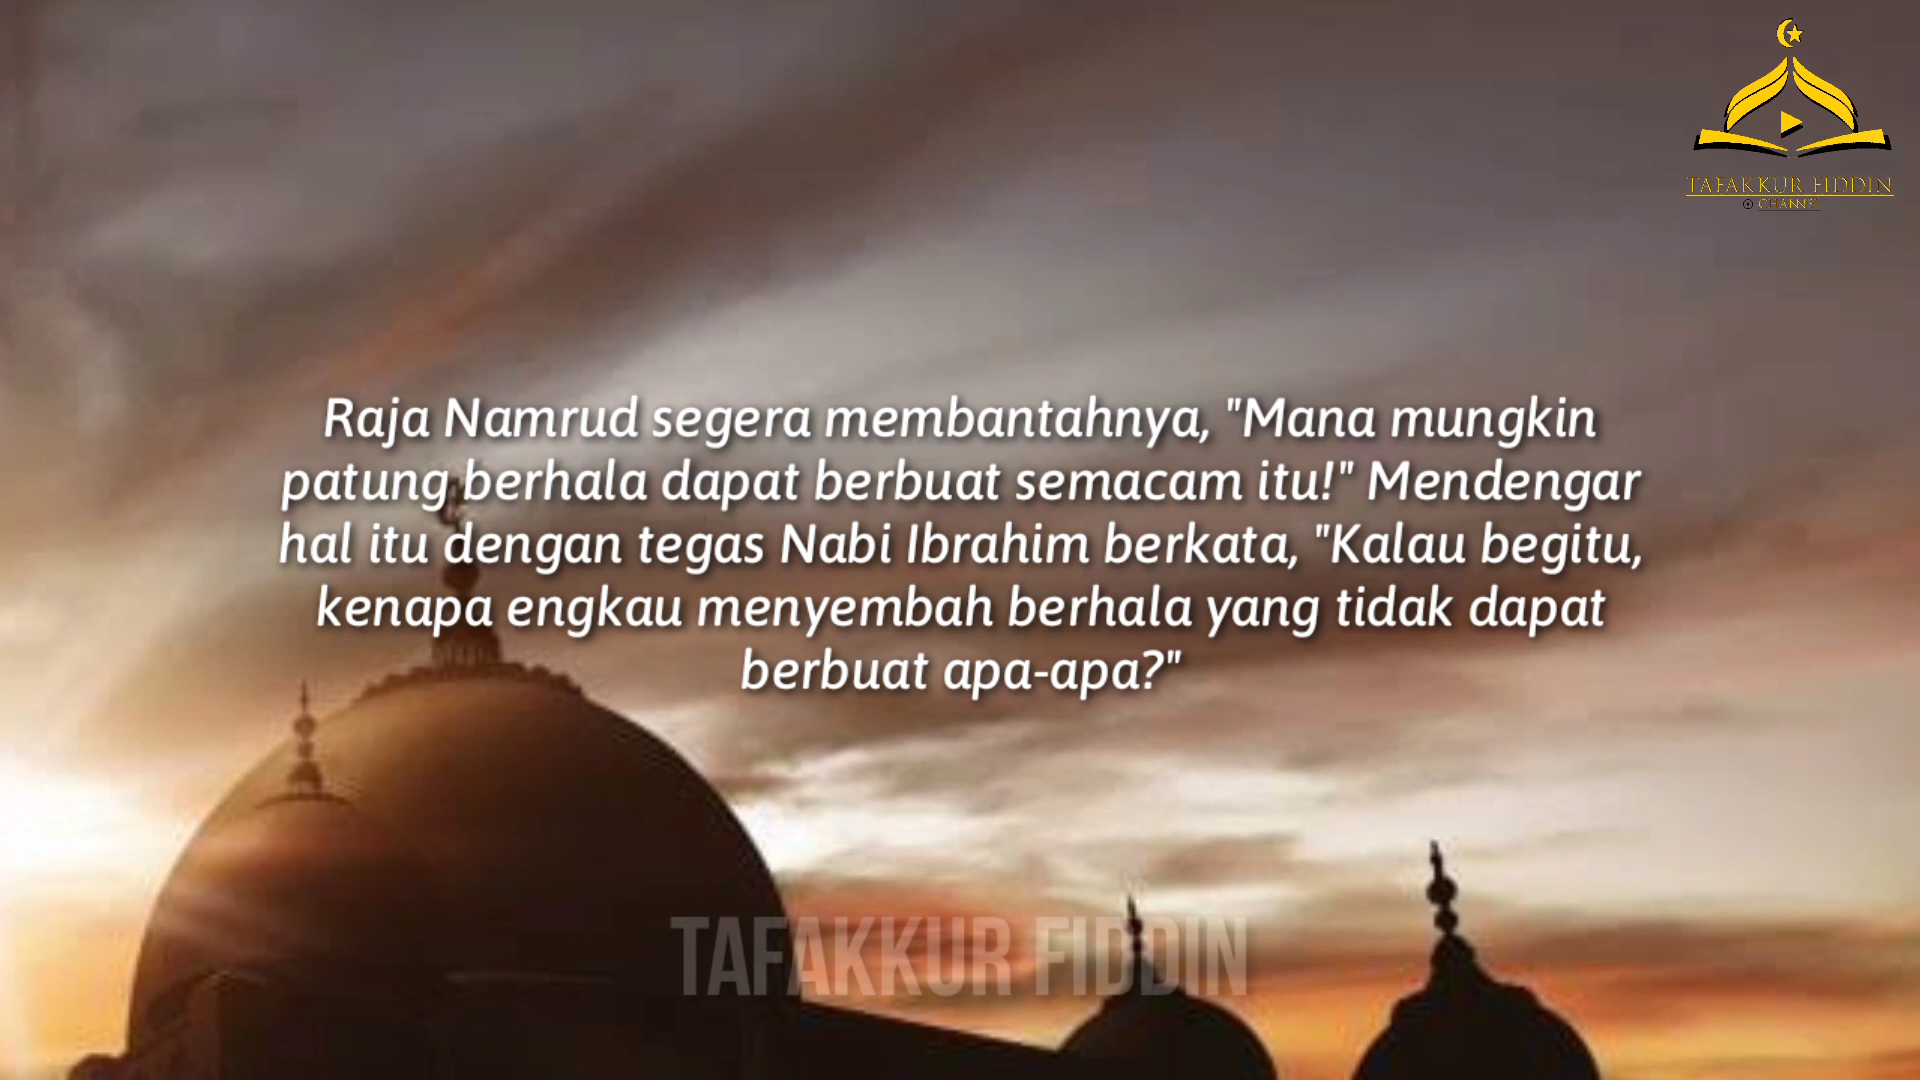 TAFAKKUR FIDDIN
CHANNEL
Raja Namrud segera membantahnya, "Mana mungkin
patung berhala dapat berbuat semacam itu!" Mendengar
hal itu dengan tegas Nabi Ibrahim berkata, "Kalau begitu,
kenapa engkau menyembah berhala yang tidak dapat
berbuat apa-apa?"
TAFAKKUR FIDDIN